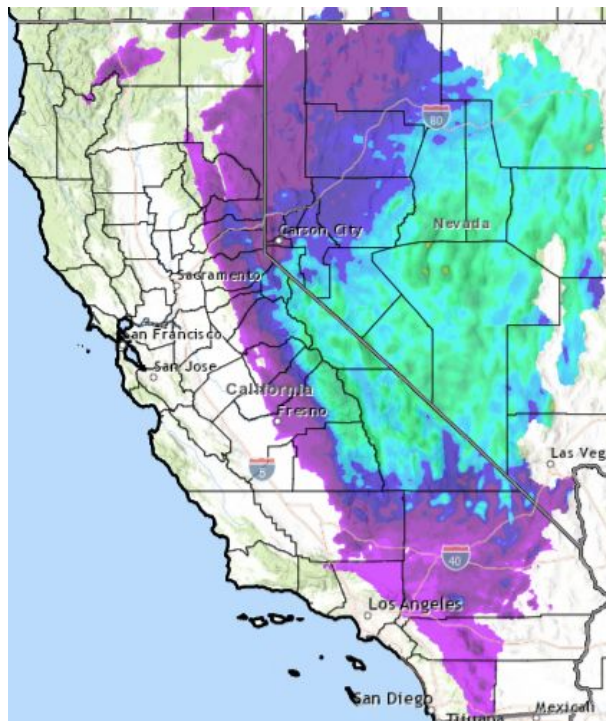 80
Nevada
Carson City
Sacramento
San Francisco
San Jose
California
Fresno
5
Las Veg
40
Los Angeles
San Diego
Tijuana
Mexicali